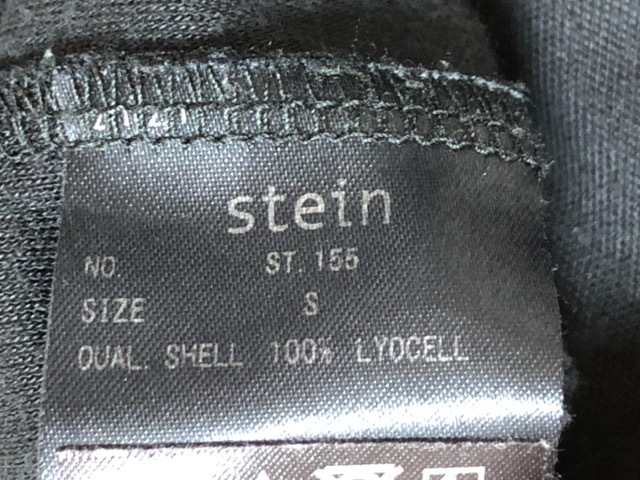 stein
NO. ST.155
SIZE S
QUAL. SHELL 100% LYOCELL